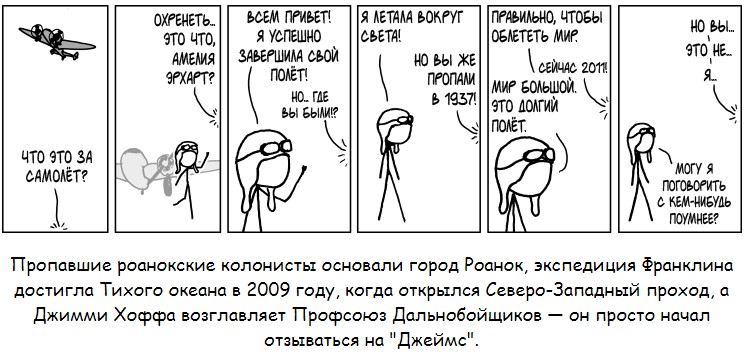 ЧТО ЭТО ЗА
САМОЛЁТ?
ОХРЕНЕТЬ...
ЭТО ЧТО,
АМЕЛИЯ
ЭРХАРТ?
ВСЕМ ПРИВЕТ!
Я УСПЕШНО
ЗАВЕРШИЛА СВОЙ
ПОЛЁТ!
НО... ГДЕ
ВЫ БЫЛИ!?
Я ЛЕТАЛА ВОКРУГ
СВЕТА!
НО ВЫ ЖЕ
ПРОПАЛИ
В 1937!
ПРАВИЛЬНО, ЧТОБЫ
ОБЛЕТЕТЬ МИР.
СЕЙЧАС 2011!
МИР БОЛЬШОЙ.
ЭТО ДОЛГИЙ
ПОЛЁТ.
НО ВЫ...
ЭТО НЕ...
Я...
МОГУ Я
ПОГОВОРИТЬ
С КЕМ-НИБУДЬ
ПОУМНЕЕ?
Пропавшие роанокские колонисты основали город Роанок, экспедиция Франклина
достигла Тихого океана в 2009 году, когда открылся Северо-Западный проход, а
Джимми Хоффа возглавляет Профсоюз Дальнобойщиков — он просто начал
отзываться на "Джеймс".